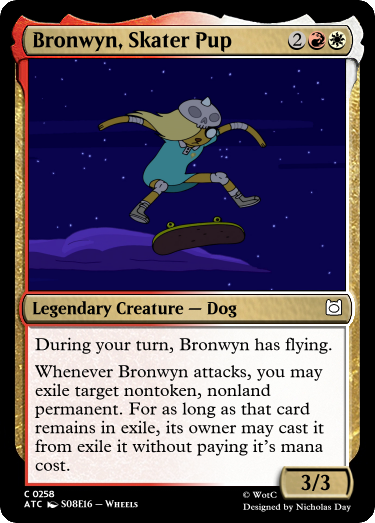 Bronwyn, Skater Pup 2
Legendary Creature — Dog
During your turn, Bronwyn has flying.
Whenever Bronwyn attacks, you may
exile target nontoken, nonland
permanent. For as long as that card
remains in exile, its owner may cast it
from exile it without paying it's mana
cost.
3/3
C 0258
ATC S08E16 — Wheels
© WotC
Designed by Nicholas Day